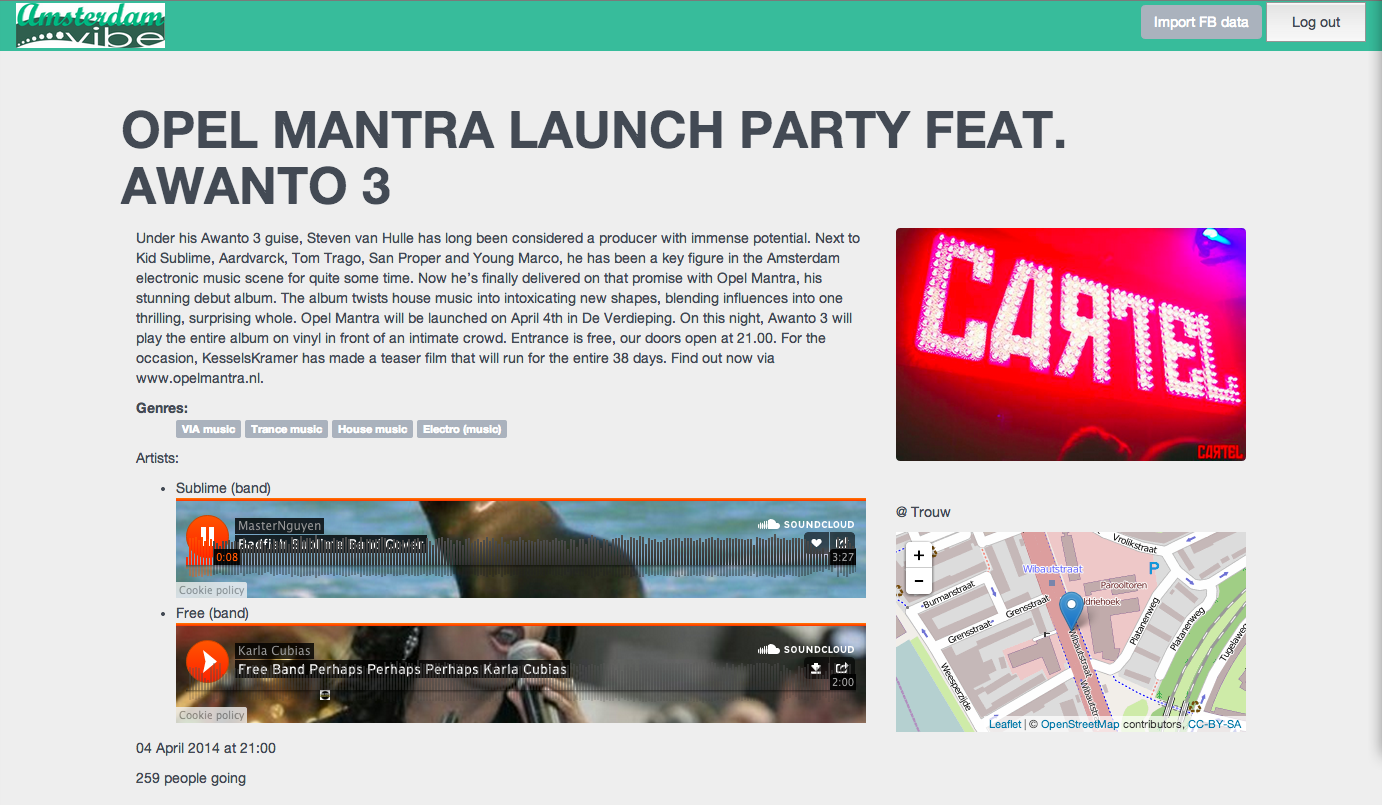 Amsterdam
vibe
Import FB data
Log out
OPEL MANTRA LAUNCH PARTY FEAT.
AWANTO 3
Under his Awanto 3 guise, Steven van Hulle has long been considered a producer with immense potential. Next to
Kid Sublime, Aardvarck, Tom Trago, San Proper and Young Marco, he has been a key figure in the Amsterdam
electronic music scene for quite some time. Now he's finally delivered on that promise with Opel Mantra, his
stunning debut album. The album twists house music into intoxicating new shapes, blending influences into one
thrilling, surprising whole. Opel Mantra will be launched on April 4th in De Verdieping. On this night, Awanto 3 will
play the entire album on vinyl in front of an intimate crowd. Entrance is free, our doors open at 21.00. For the
occasion, KesselsKramer has made a teaser film that will run for the entire 38 days. Find out now via
www.opelmantra.nl.
Genres:
VIA music Trance music House music Electro (music)
Artists:
• Sublime (band)
MasterNguyen
SOUNDCLOUD
Badfish Sublime Band Cover
0:08
3:27
Cookie policy
• Free (band)
Karla Cubias
SOUNDCLOUD
Free Band Perhaps Perhaps Perhaps Karla Cubias
2:00
Cookie policy
04 April 2014 at 21:00
259 people going
CARTEL
CARTEL
@ Trouw
+
−
Vrolikstraat
Wibautstraat
P
Parooltoren
Burmanstraat
Grensstraat
driehoek
Platanenweg
Grensstraat
Platanenweg
Wibautstraat
Tugelaweg
Weesperzijde
Wibautstraat
Leaflet | © OpenStreetMap contributors, CC-BY-SA